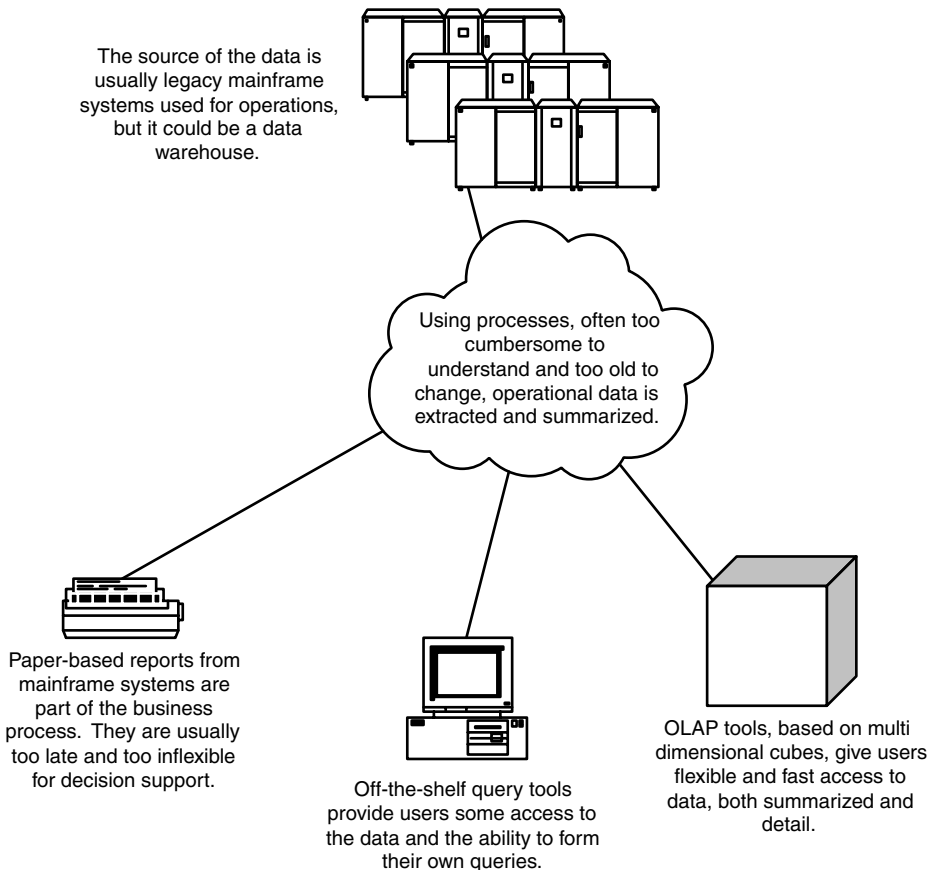 The source of the data is
usually legacy mainframe
systems used for operations,
but it could be a data
warehouse.
Using processes, often too
cumbersome to
understand and too old to
change, operational data is
extracted and summarized.
Paper-based reports from
mainframe systems are
part of the business
process. They are usually
too late and too inflexible
for decision support.
Off-the-shelf query tools
provide users some access to
the data and the ability to form
their own queries.
OLAP tools, based on multi
dimensional cubes, give users
flexible and fast access to
data, both summarized and
detail.